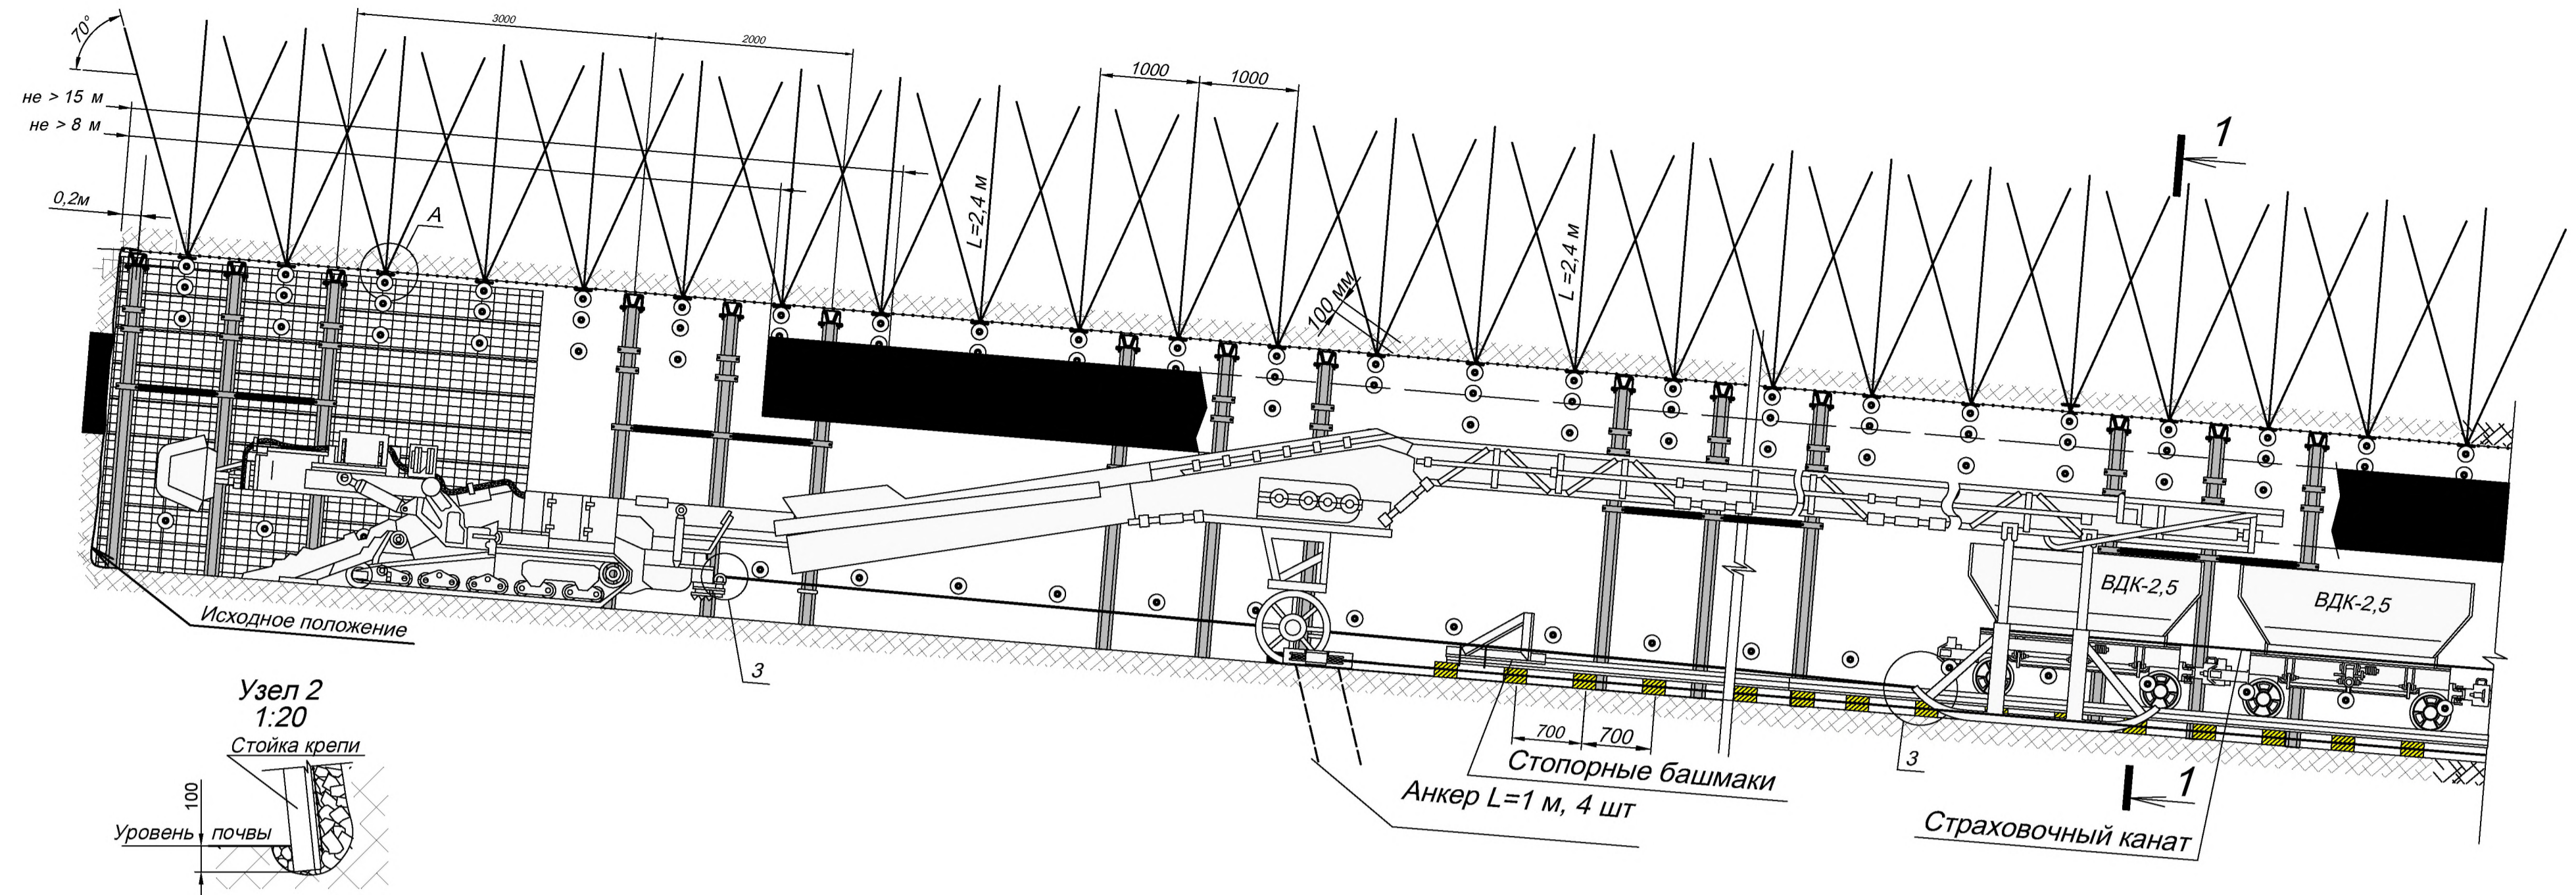 70°
3000
2000
1000
1000
не > 15 м
не > 8 м
1
0,2м
А
L=2,4 м
L=2,4 м
100 мм
ВДК-2,5
ВДК-2,5
Исходное положение
3
3
700
700
Стопорные башмаки
Анкер L=1 м, 4 шт
1
Страховочный канат
Узел 2
1:20
Стойка крепи
100
Уровень почвы